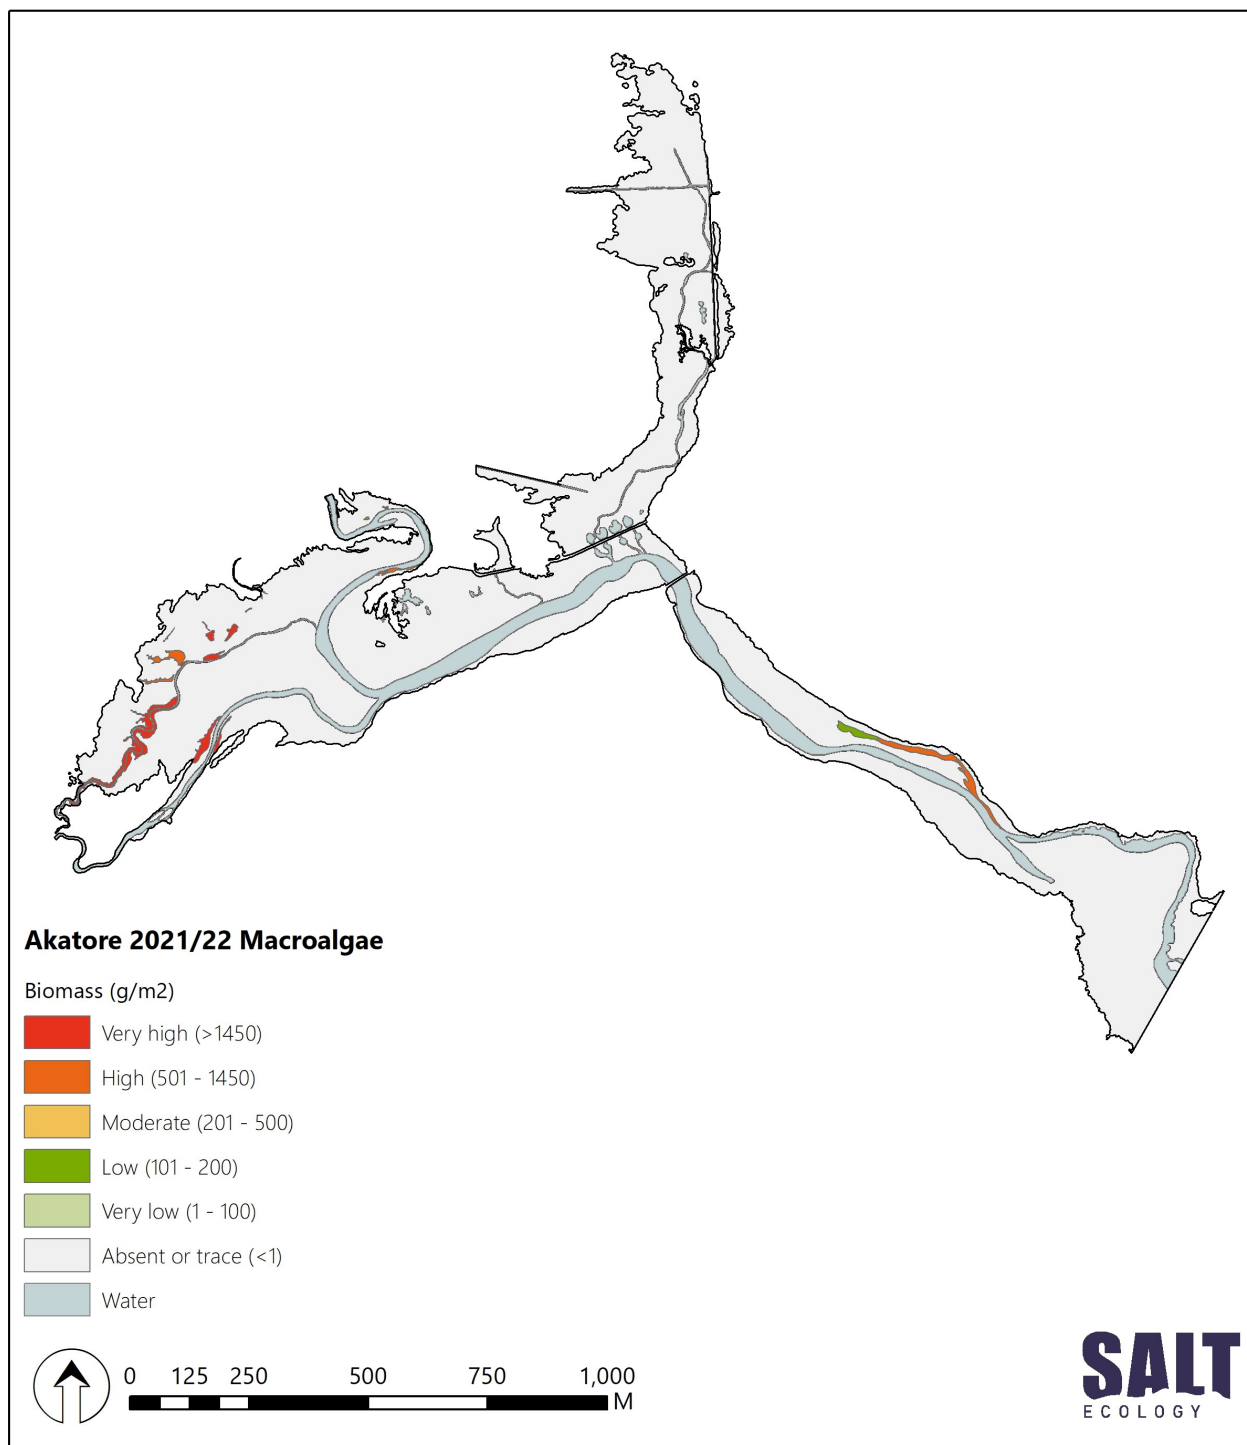 Akatore 2021/22 Macroalgae
Biomass (g/m2)
Very high (>1450)
High (501 - 1450)
Moderate (201 - 500)
Low (101 - 200)
Very low (1 - 100)
Absent or trace (<1)
Water
0 125 250 500 750 1,000
M
SALT
ECOLOGY